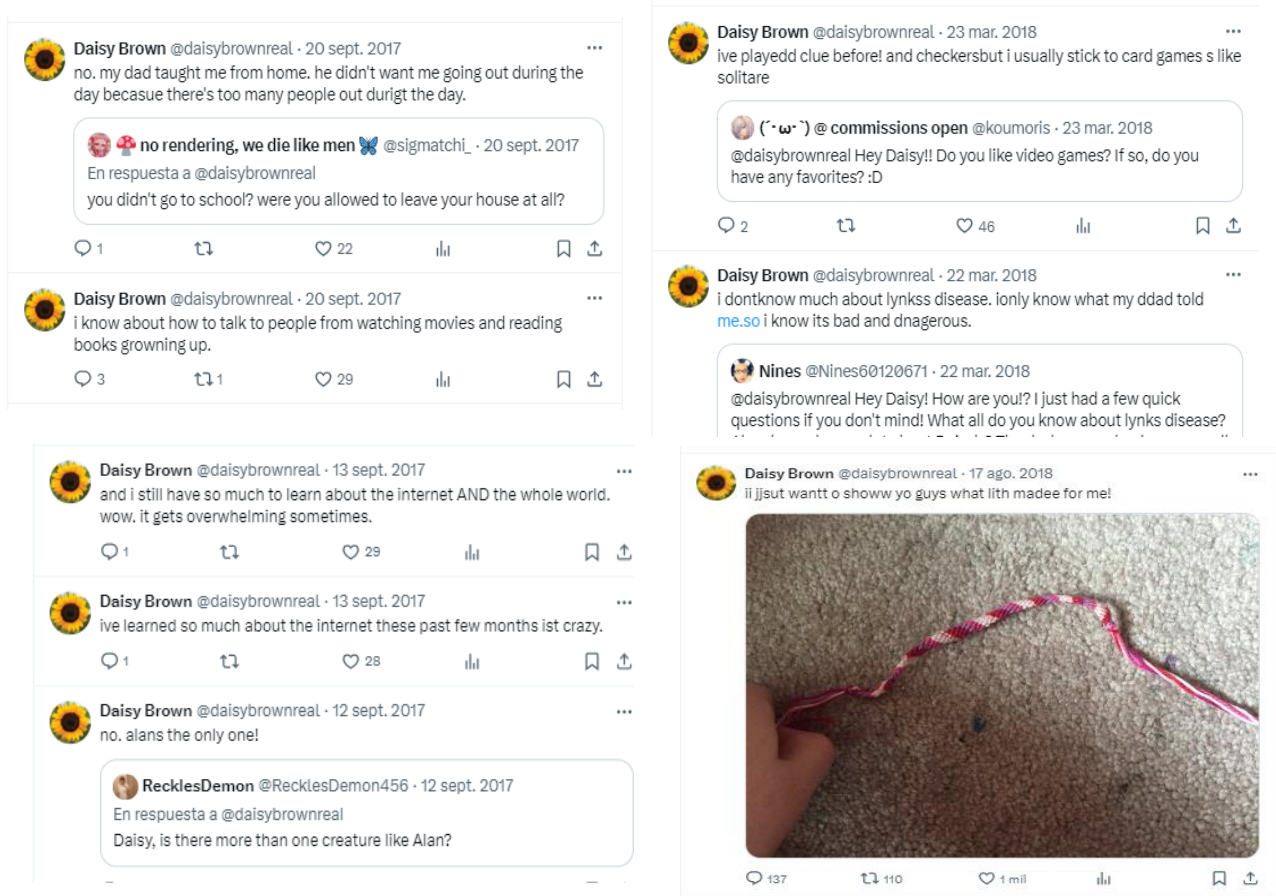 Daisy Brown @daisybrownreal · 20 sept. 2017
no. my dad taught me from home. he didn't want me going out during the
day becasue there's too many people out durigt the day.
🍄 no rendering, we die like men 🦋 @sigmatchi_ · 20 sept. 2017
En respuesta a @daisybrownreal
you didn't go to school? were you allowed to leave your house at all?
1 22
Daisy Brown @daisybrownreal · 20 sept. 2017
i know about how to talk to people from watching movies and reading
books growning up.
3 1 29
Daisy Brown @daisybrownreal · 23 mar. 2018
ive playedd clue before! and checkersbut i usually stick to card games s like
solitare
(´･ω･`) @ commissions open @koumoris · 23 mar. 2018
@daisybrownreal Hey Daisy!! Do you like video games? If so, do you
have any favorites? :D
2 46
Daisy Brown @daisybrownreal · 22 mar. 2018
i dontknow much about lynkss disease. ionly know what my ddad told
me.so i know its bad and dnagerous.
Nines @Nines60120671 · 22 mar. 2018
@daisybrownreal Hey Daisy! How are you!? I just had a few quick
questions if you don't mind! What all do you know about lynks disease?
Daisy Brown @daisybrownreal · 13 sept. 2017
and i still have so much to learn about the internet AND the whole world.
wow. it gets overwhelming sometimes.
1 29
Daisy Brown @daisybrownreal · 13 sept. 2017
ive learned so much about the internet these past few months ist crazy.
1 28
Daisy Brown @daisybrownreal · 12 sept. 2017
no. alans the only one!
RecklesDemon @RecklesDemon456 · 12 sept. 2017
En respuesta a @daisybrownreal
Daisy, is there more than one creature like Alan?
Daisy Brown @daisybrownreal · 17 ago. 2018
ii jjsut wantt o showw yo guys what lith madee for me!
137 110 1 mil